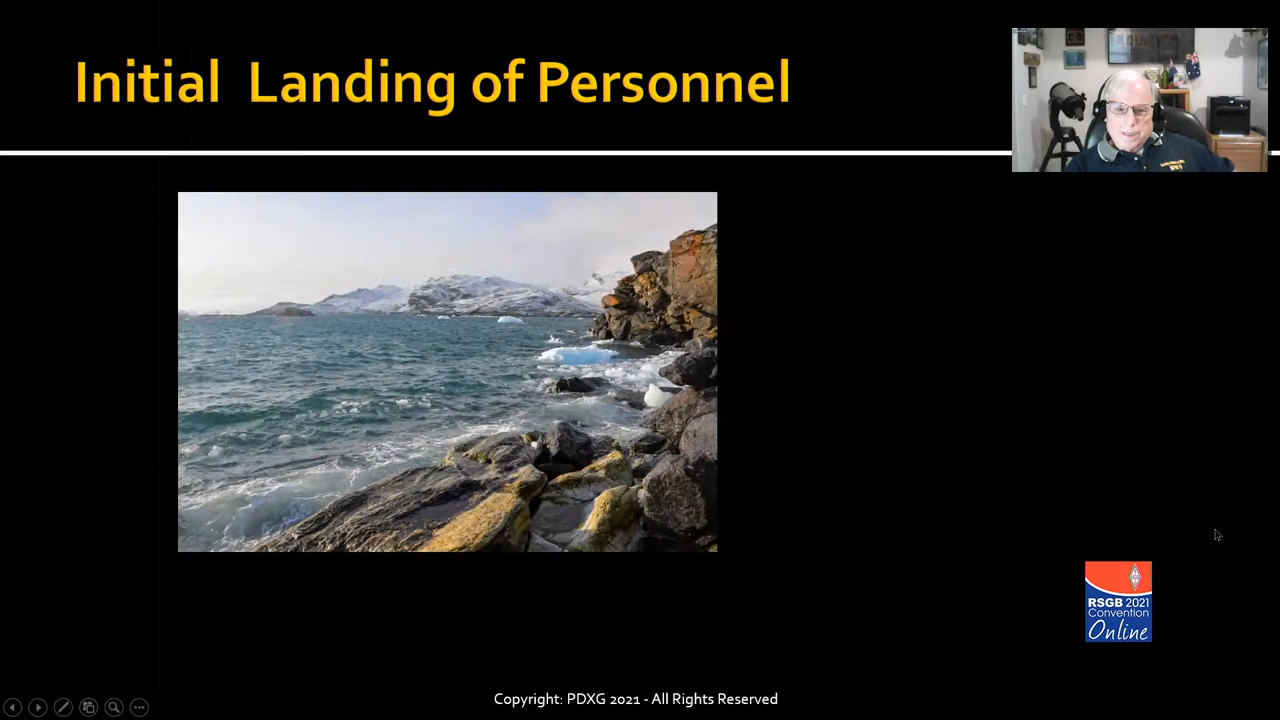 Initial Landing of Personnel
RSGB 2021
Convention
Online
Copyright: PDXG 2021 - All Rights Reserved